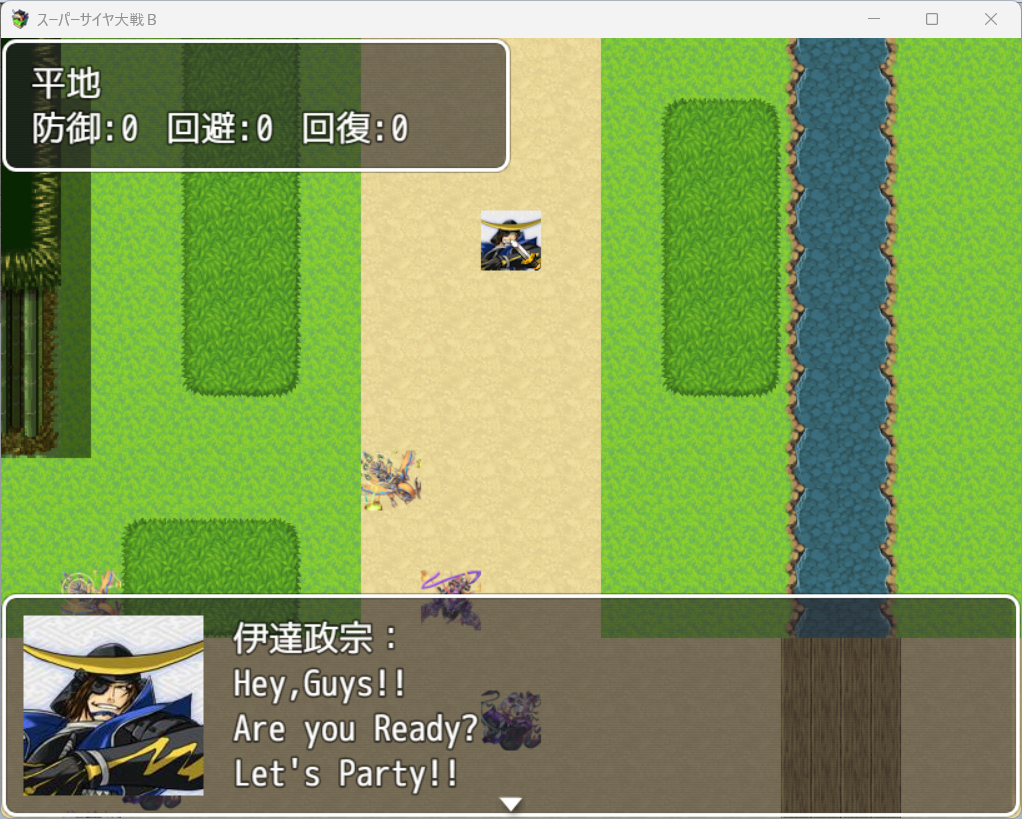 スーパーサイヤ大戦B
平地
防御:0 回避:0 回復:0
伊達政宗:
Hey,Guys!!
Are you Ready?
Let's Party!!